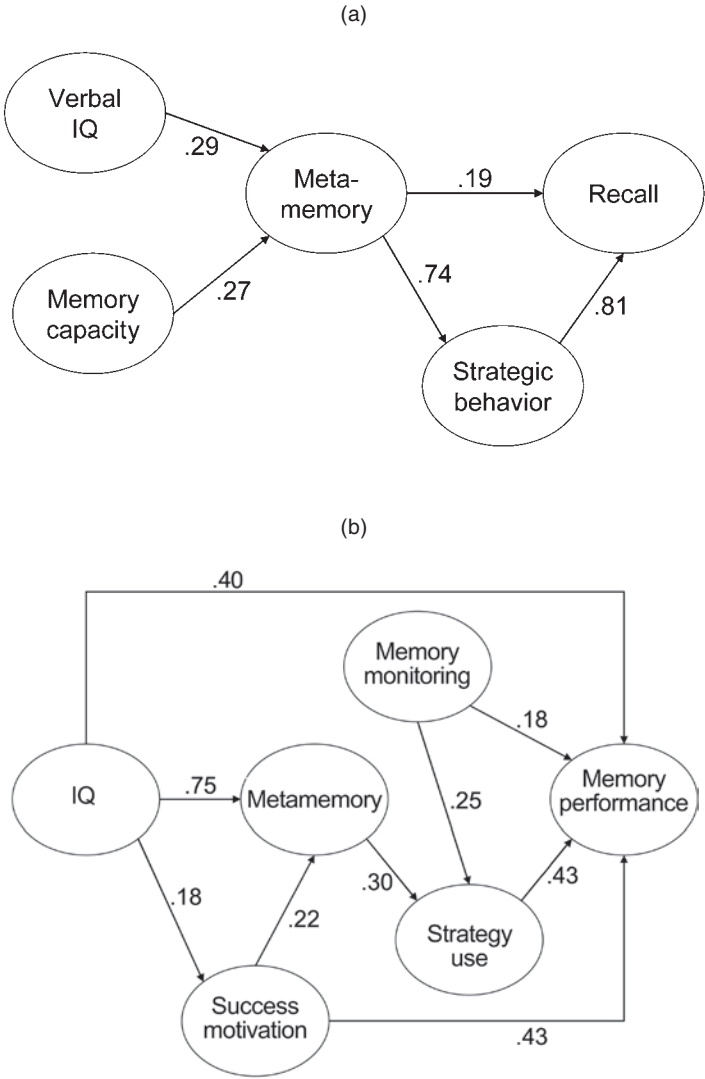 (a)
Verbal
IQ
.29
Meta-
memory
.19
Recall
Memory
capacity
.27
.74
.81
Strategic
behavior
(b)
.40
Memory
monitoring
.18
IQ
.75
Metamemory
.25
Memory
performance
.18
.22
.30
.43
Strategy
use
Success
motivation
.43